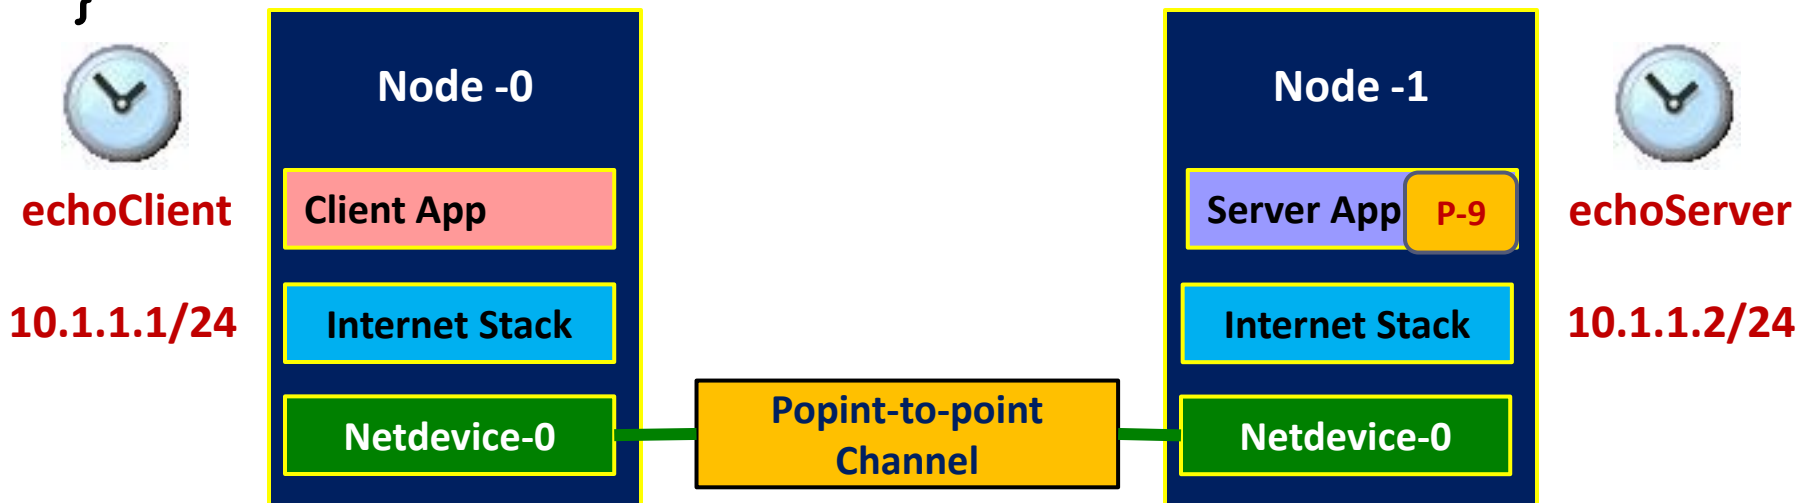 }
Node -0
Node -1
echoClient
Client App
Server App
P-9
echoServer
10.1.1.1/24
Internet Stack
Internet Stack
10.1.1.2/24
Netdevice-0
Popint-to-point
Channel
Netdevice-0